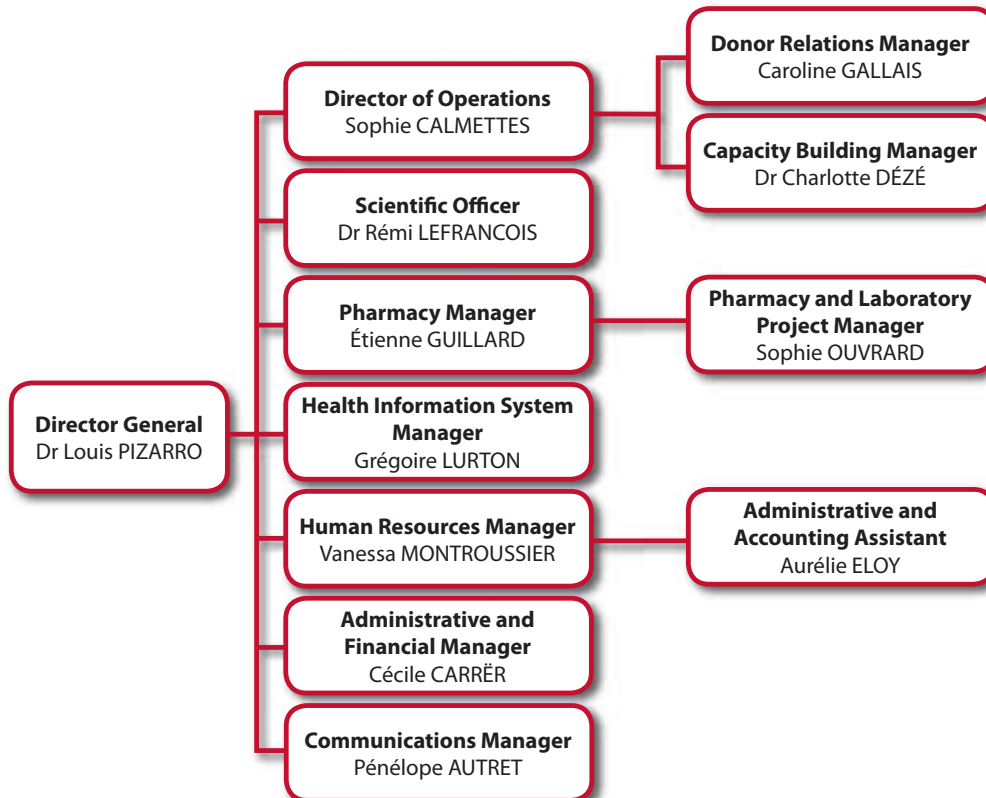 Donor Relations Manager
Caroline GALLAIS
Director of Operations
Sophie CALMETTES
Capacity Building Manager
Dr Charlotte DÉZÉ
Scientific Officer
Dr Rémi LEFRANCOIS
Pharmacy Manager
Étienne GUILLARD
Pharmacy and Laboratory
Project Manager
Sophie OUVRARD
Director General
Dr Louis PIZARRO
Health Information System
Manager
Grégoire LURTON
Human Resources Manager
Vanessa MONTROUSSIER
Administrative and
Accounting Assistant
Aurélie ELOY
Administrative and
Financial Manager
Cécile CARRËR
Communications Manager
Pénélope AUTRET